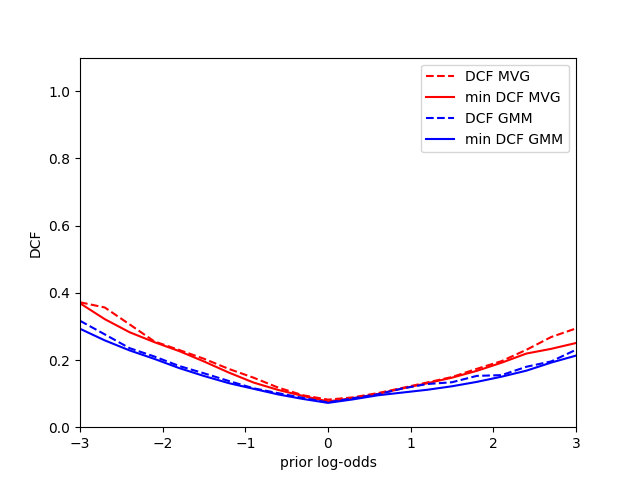 DCF MVG
min DCF MVG
DCF GMM
min DCF GMM
1.0
0.8
0.6
0.4
0.2
0.0
DCF
−3 −2 −1 0 1 2 3
prior log-odds